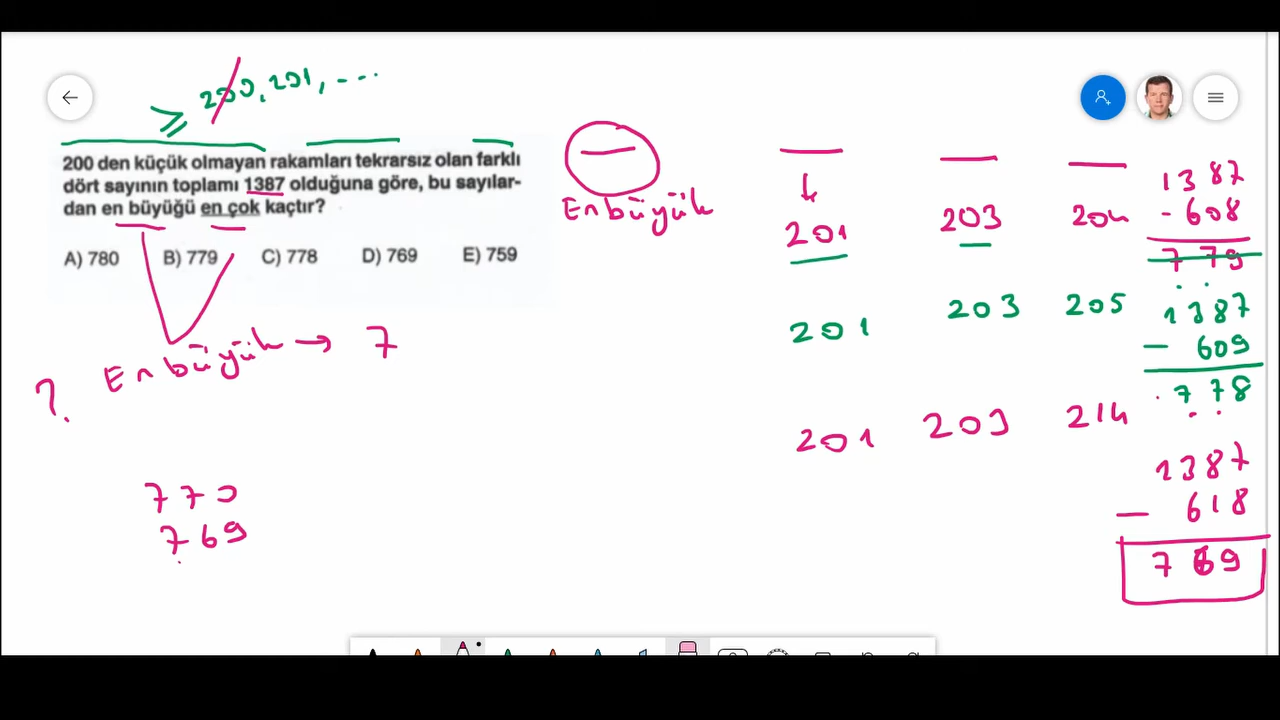 ≥ 200, 201, ...
200 den küçük olmayan rakamları tekrarsız olan farklı
dört sayının toplamı 1387 olduğuna göre, bu sayılar-
dan en büyüğü en çok kaçtır?
A) 780 B) 779 C) 778 D) 769 E) 759
? En büyük → 7
770
769
En büyük
201 203 204
1387
- 608
779
201 203 205
1387
- 609
778
201 203 214
1387
- 618
769